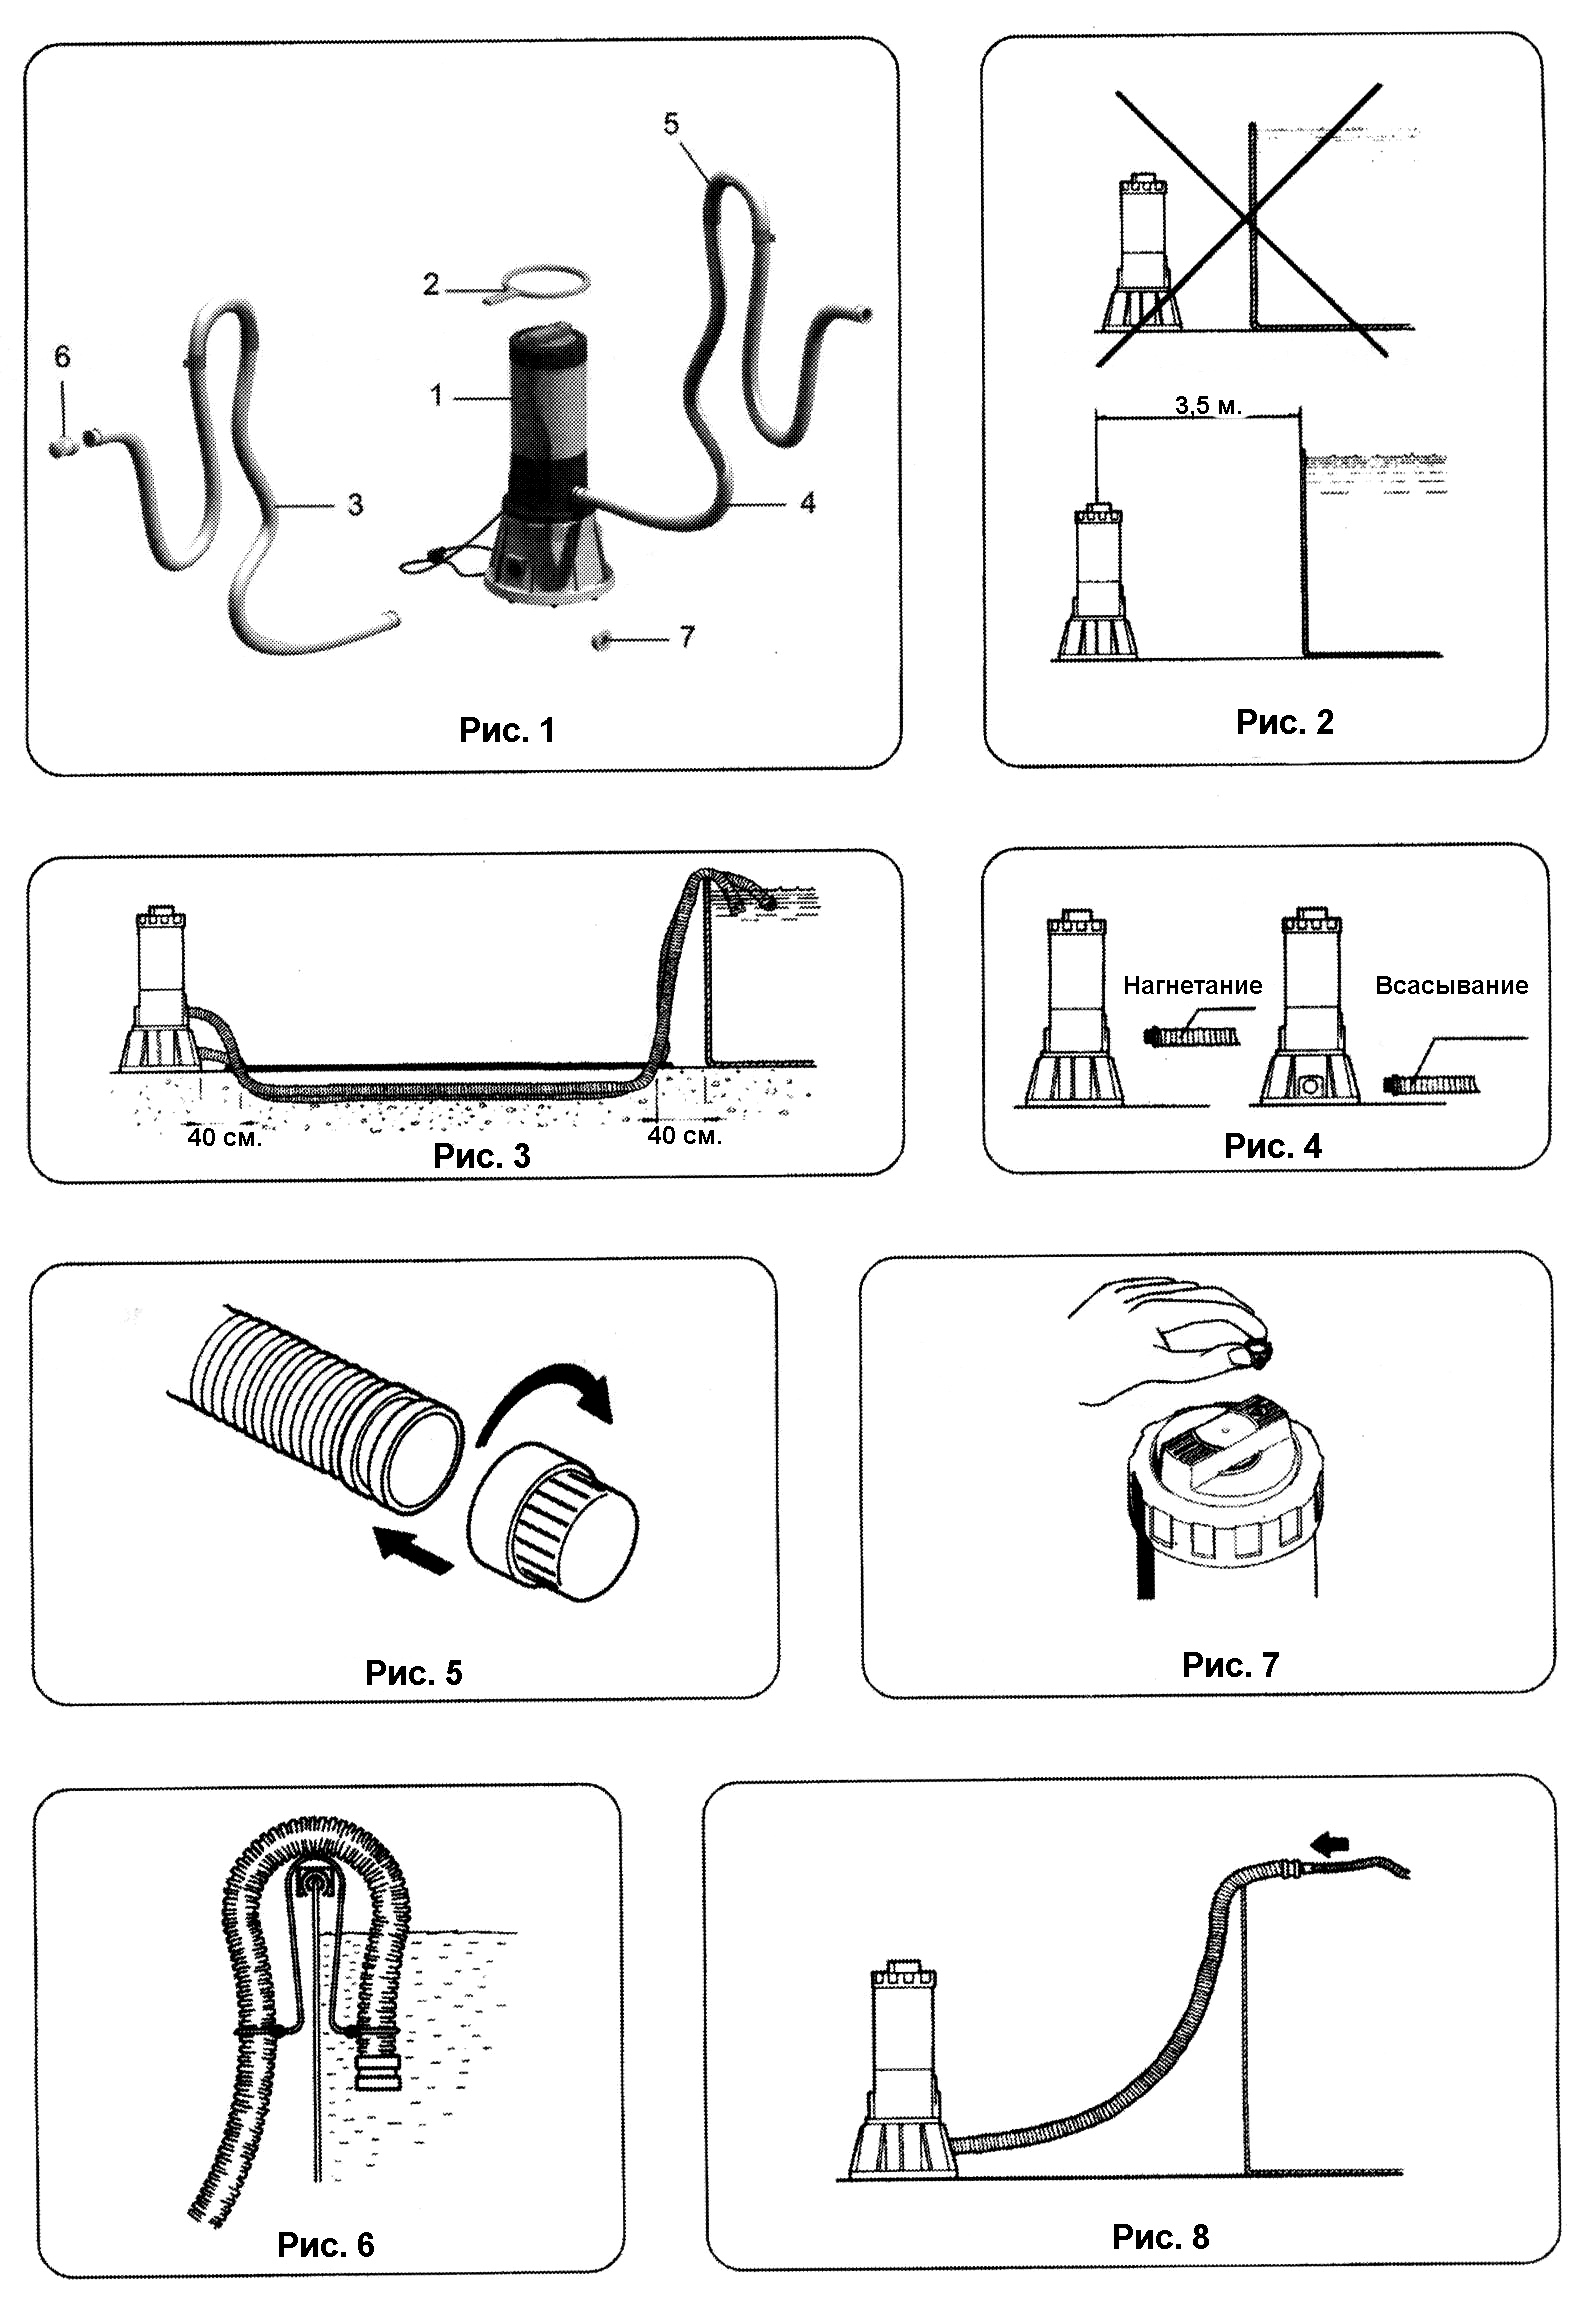 5
2
6
1
3
4
7
Рис. 1
3,5 м.
Рис. 2
40 см.
40 см.
Рис. 3
Нагнетание
Всасывание
Рис. 4
Рис. 5
Рис. 7
Рис. 6
Рис. 8